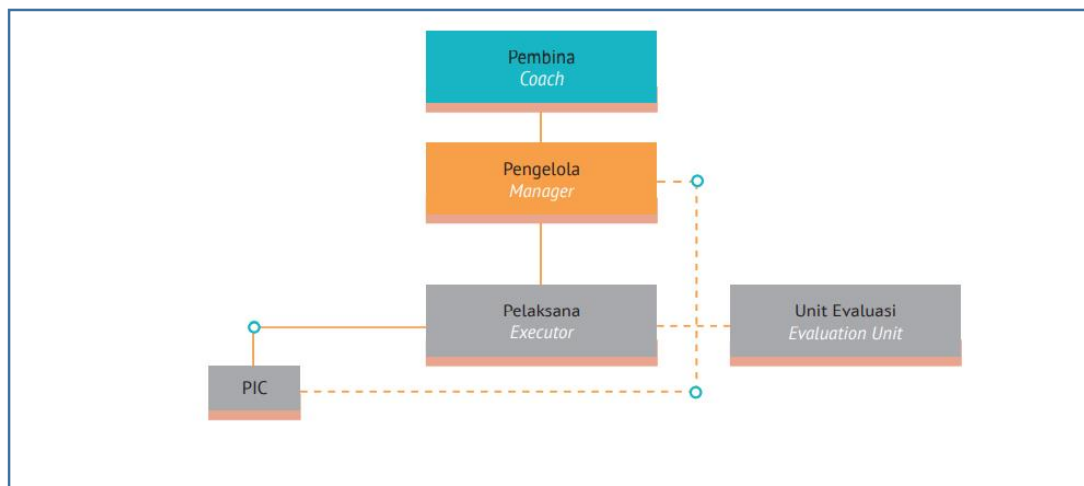 Pembina
Coach
Pengelola
Manager
Pelaksana
Executor
Unit Evaluasi
Evaluation Unit
PIC